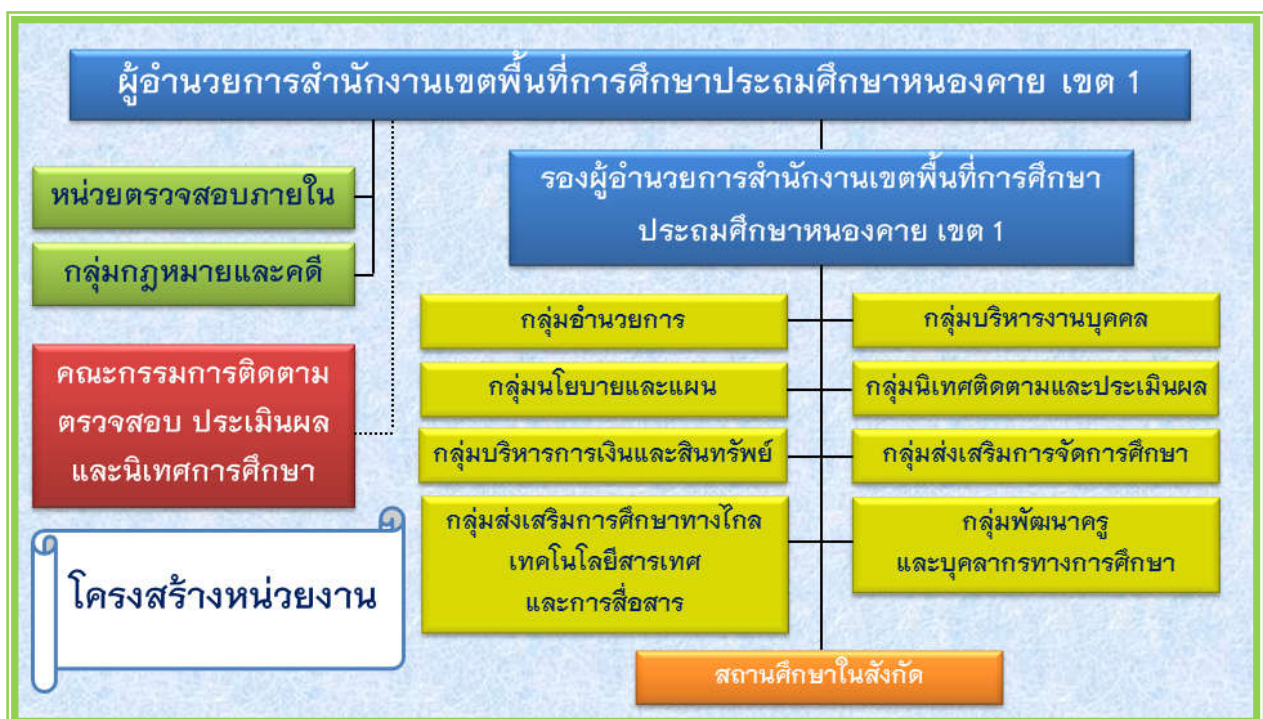 ผู้อำนวยการสำนักงานเขตพื้นที่การศึกษาประถมศึกษาหนองคาย เขต 1
หน่วยตรวจสอบภายใน
กลุ่มกฎหมายและคดี
รองผู้อำนวยการสำนักงานเขตพื้นที่การศึกษา
ประถมศึกษาหนองคาย เขต 1
กลุ่มอำนวยการ
กลุ่มบริหารงานบุคคล
กลุ่มนโยบายและแผน
กลุ่มนิเทศติดตามและประเมินผล
กลุ่มบริหารการเงินและสินทรัพย์
กลุ่มส่งเสริมการจัดการศึกษา
กลุ่มส่งเสริมการศึกษาทางไกล
เทคโนโลยีสารเทศ
และการสื่อสาร
กลุ่มพัฒนาครู
และบุคลากรทางการศึกษา
คณะกรรมการติดตาม
ตรวจสอบ ประเมินผล
และนิเทศการศึกษา
โครงสร้างหน่วยงาน
สถานศึกษาในสังกัด